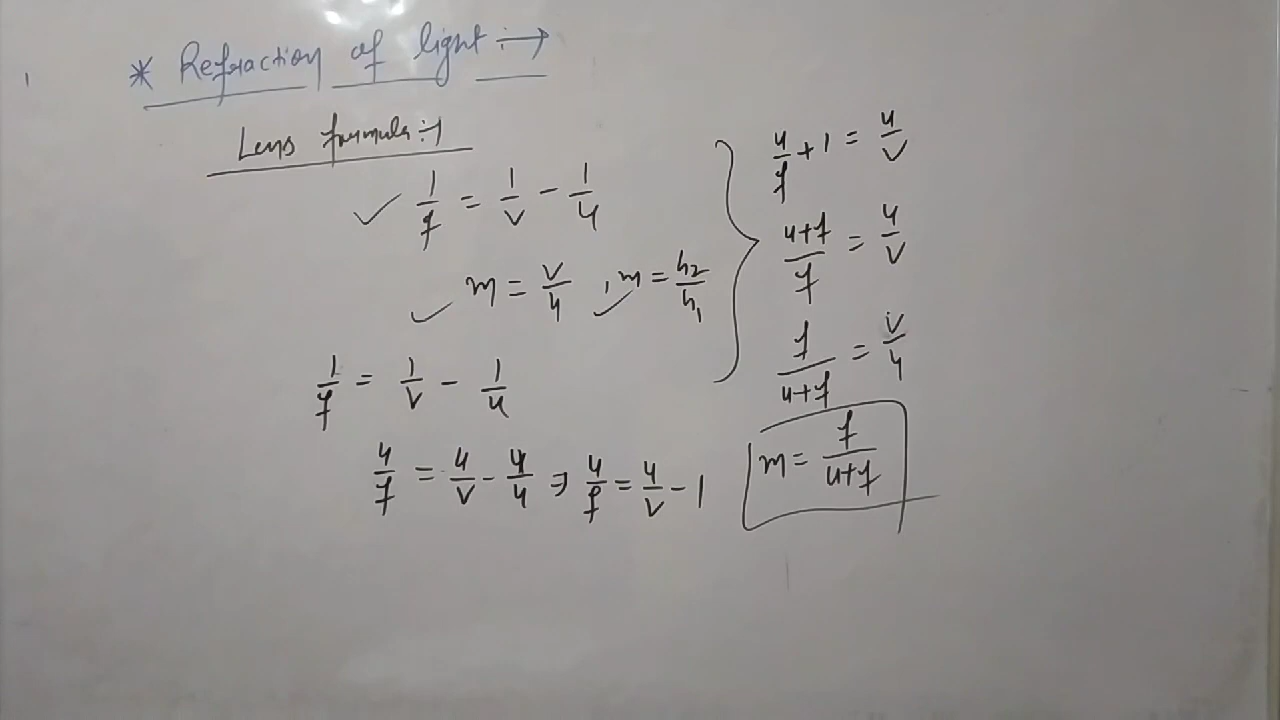 * Refraction of light :→
Lens formula :-
✓ 1/f = 1/v - 1/u
✓ m = v/u , ✓ m = h2/h1
1/f = 1/v - 1/u
u/f = u/v - u/u ⇒ u/f = u/v - 1
u/f + 1 = u/v
u+f/f = u/v
f/u+f = v/u
m = f/u+f